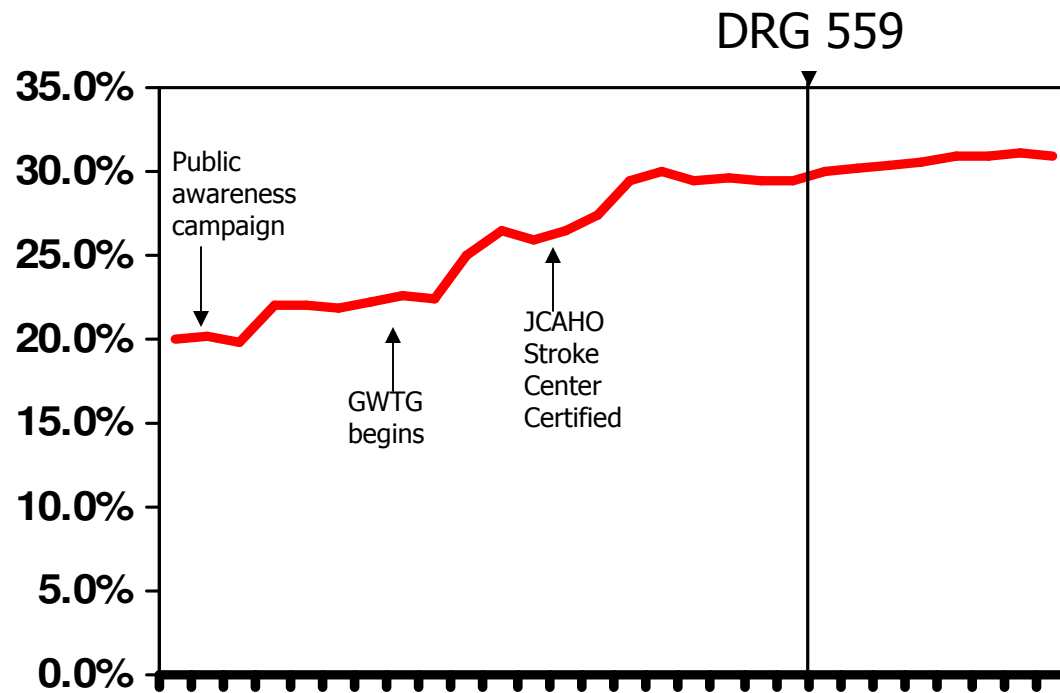 DRG 559
35.0%
30.0%
25.0%
20.0%
15.0%
10.0%
5.0%
0.0%
Public
awareness
campaign
GWTG
begins
JCAHO
Stroke
Center
Certified